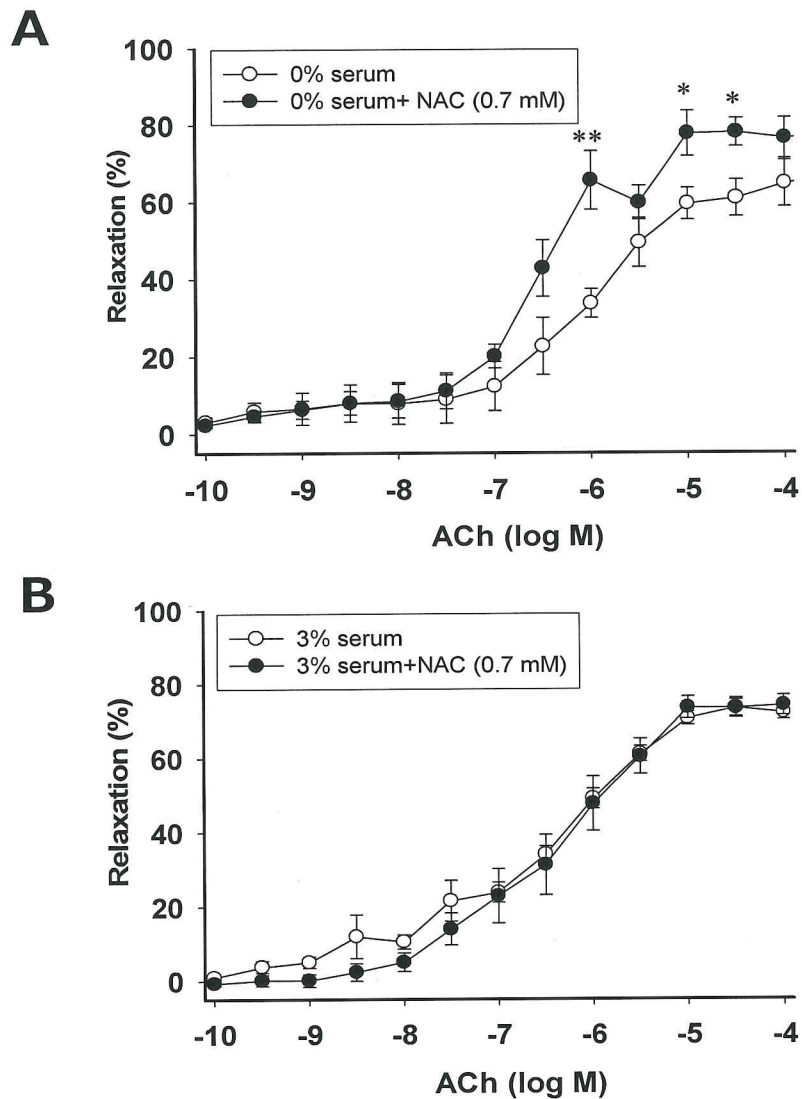 A
100
80
60
40
20
0
Relaxation (%)
0% serum
0% serum+ NAC (0.7 mM)
**
*
*
-10
-9
-8
-7
-6
-5
-4
ACh (log M)
B
100
80
60
40
20
0
Relaxation (%)
3% serum
3% serum+NAC (0.7 mM)
-10
-9
-8
-7
-6
-5
-4
ACh (log M)